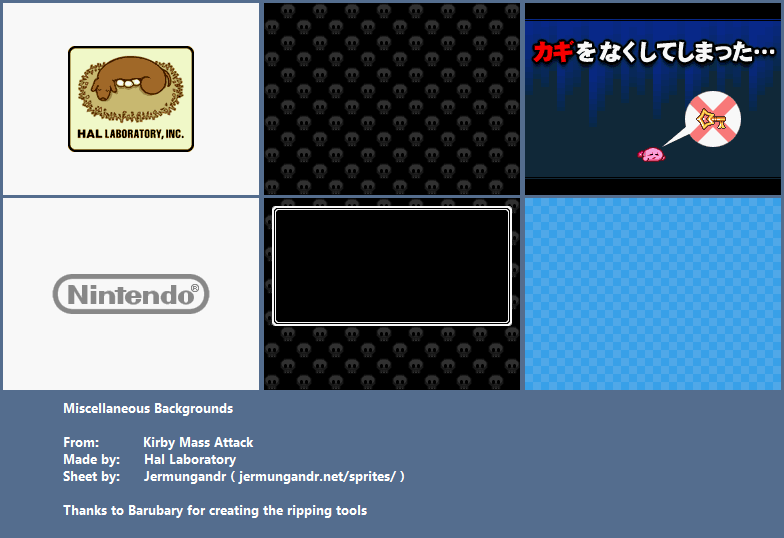 HAL LABORATORY, INC.
カギをなくしてしまった…
Nintendo®
Miscellaneous Backgrounds
From: Kirby Mass Attack
Made by: Hal Laboratory
Sheet by: Jermungandr ( jermungandr.net/sprites/ )
Thanks to Barubary for creating the ripping tools